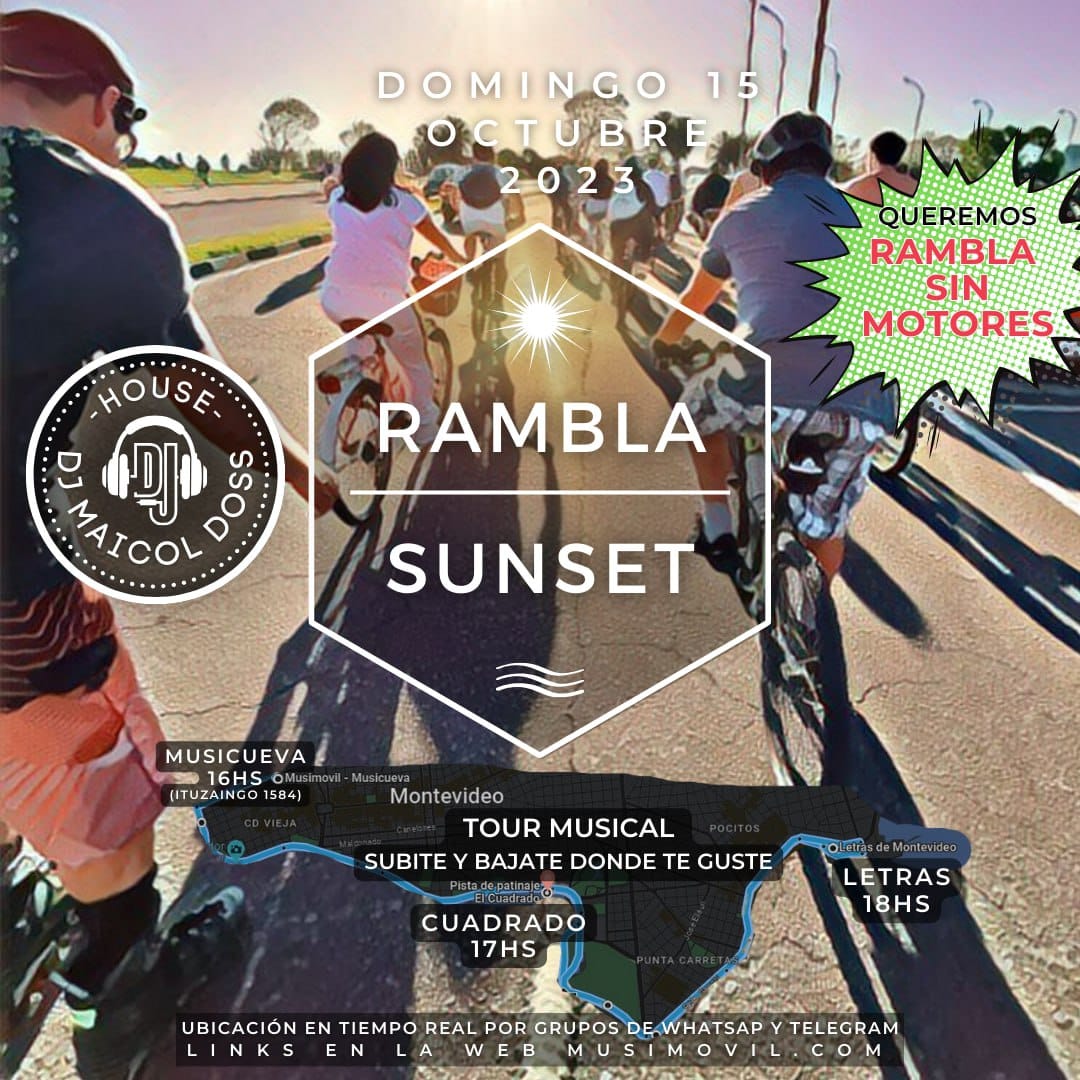 DOMINGO 15
OCTUBRE
2023
QUEREMOS
RAMBLA
SIN
MOTORES
-HOUSE-
DJ
DJ MAICOL DOSS
RAMBLA
SUNSET
MUSICUEVA
16HS
(ITUZAINGO 1584)
Musimovil - Musicueva
Montevideo
CD VIEJA
Canelones
Maldonado
TOUR MUSICAL
POCITOS
SUBITE Y BAJATE DONDE TE GUSTE
Letras de Montevideo
LETRAS
18HS
Pista de patinaje
El Cuadrado
CUADRADO
17HS
PUNTA CARRETAS
UBICACIÓN EN TIEMPO REAL POR GRUPOS DE WHATSAP Y TELEGRAM
LINKS EN LA WEB MUSIMOVIL.COM